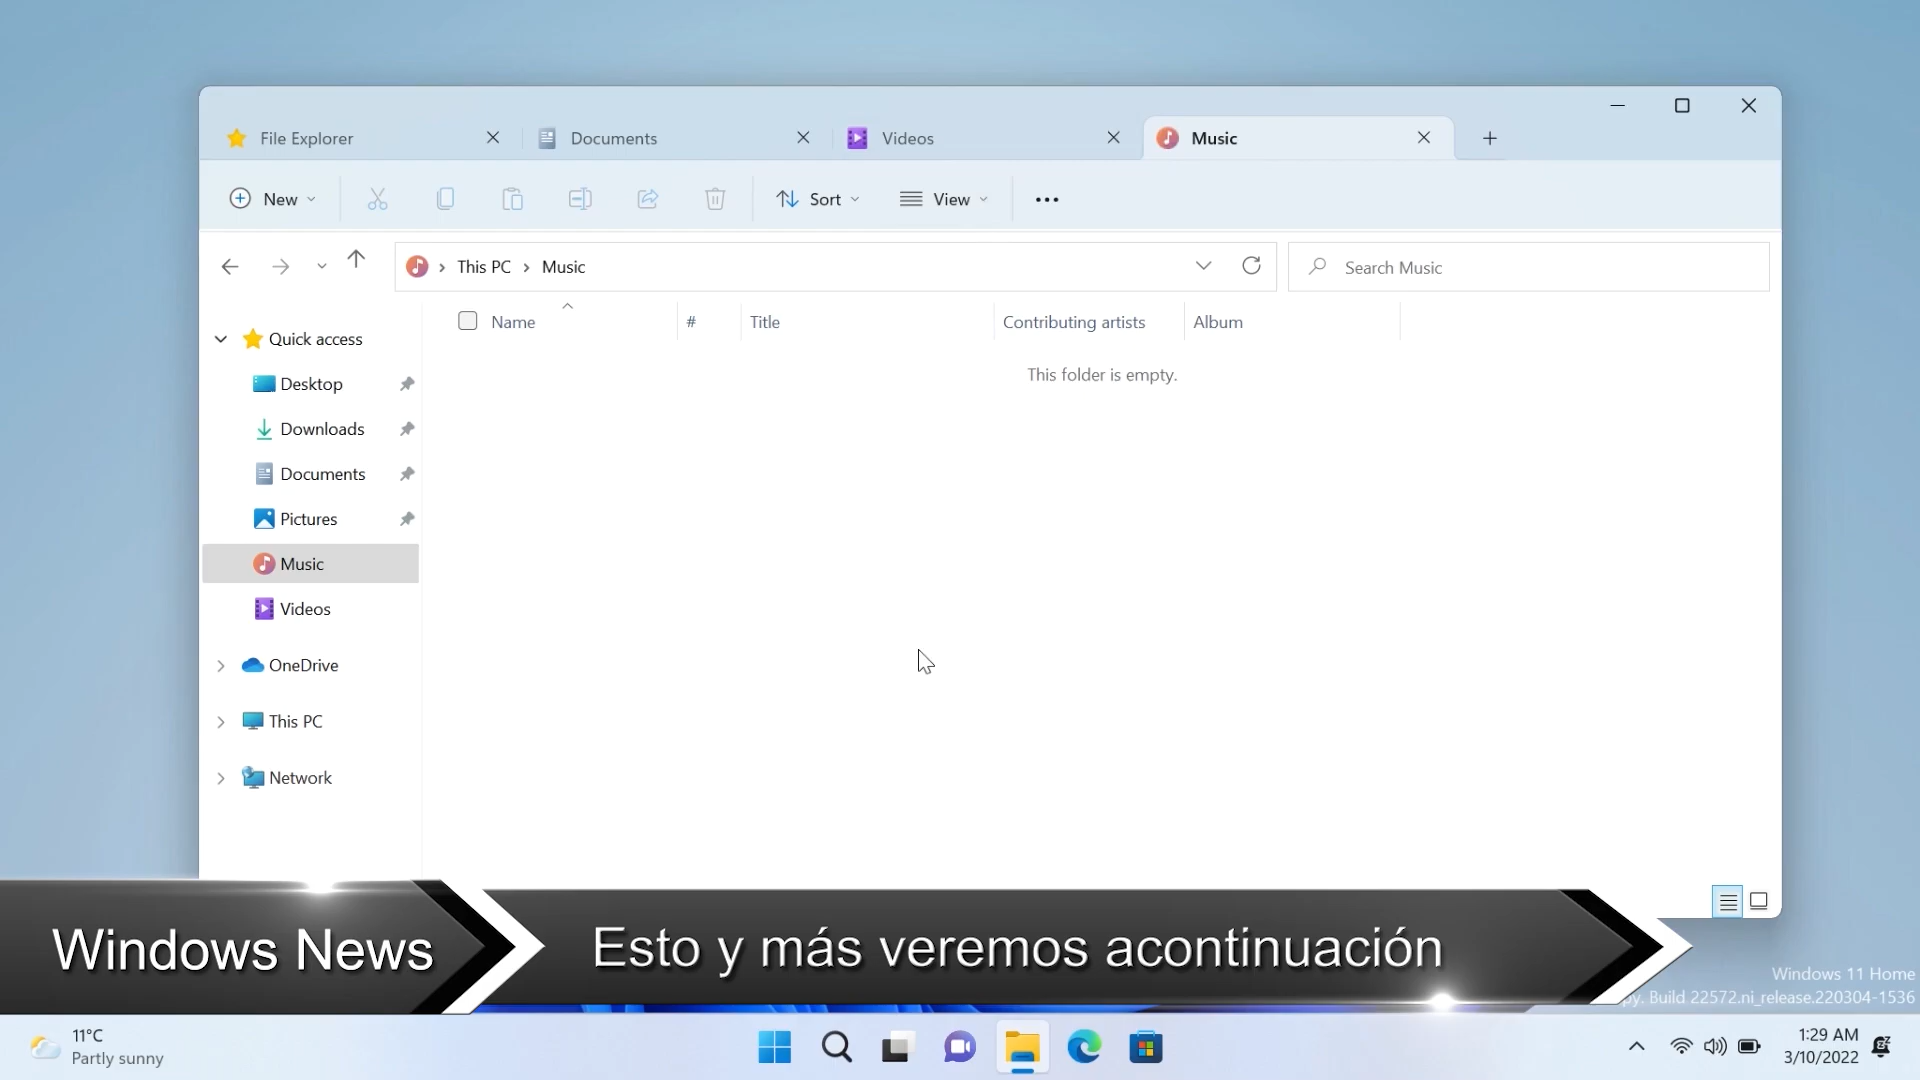 File Explorer
Documents
Videos
Music
New
Sort
View
This PC
Music
Search Music
Name
#
Title
Contributing artists
Album
This folder is empty.
Quick access
Desktop
Downloads
Documents
Pictures
Music
Videos
OneDrive
This PC
Network
Windows News
Esto y más veremos acontinuación
Windows 11 Home
Build 22572.ni_release.220304-1536
11°C
Partly sunny
1:29 AM
3/10/2022